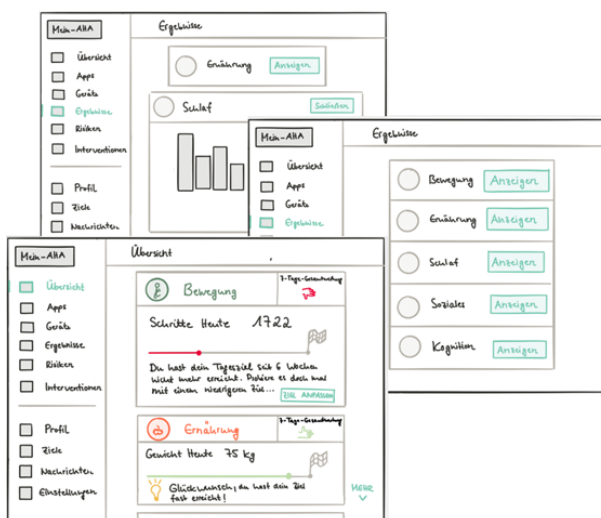 Mein-AHA
Ergebnisse
Übersicht
Apps
Geräte
Ergebnisse
Risiken
Interventionen
Profil
Ziele
Nachrichten
Ernährung
Anzeigen
Schlaf
Schließen
Mein-AHA
Ergebnisse
Übersicht
Apps
Geräte
Ergebnisse
Bewegung
Anzeigen
Ernährung
Anzeigen
Schlaf
Anzeigen
Soziales
Anzeigen
Kognition
Anzeigen
Mein-AHA
Übersicht
Übersicht
Apps
Geräte
Ergebnisse
Risiken
Interventionen
Profil
Ziele
Nachrichten
Einstellungen
Bewegung
7-Tage-Gesamttrend
Schritte Heute 1722
Du hast dein Tagesziel seit 6 Wochen
nicht mehr erreicht. Probiere es doch mal
mit einem niedrigeren Ziel...
ZIEL ANPASSEN
Ernährung
7-Tage-Gesamttrend
Gewicht Heute 75 kg
Glückwunsch, du hast dein Ziel
fast erreicht!
MEHR